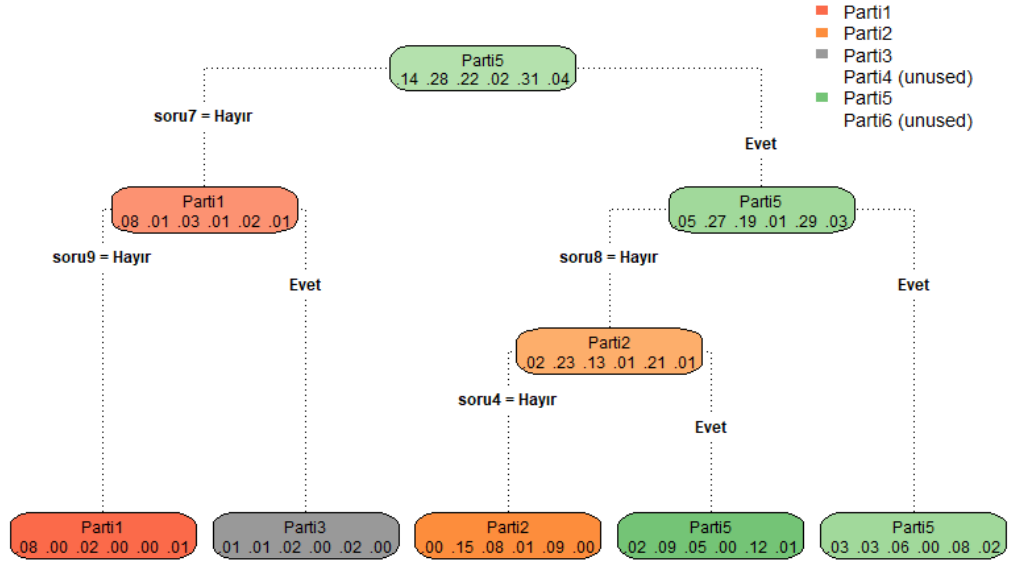 Parti1
Parti2
Parti3
Parti4 (unused)
Parti5
Parti6 (unused)
Parti5
.14 .28 .22 .02 .31 .04
soru7 = Hayır
Evet
Parti1
.08 .01 .03 .01 .02 .01
Parti5
.05 .27 .19 .01 .29 .03
soru9 = Hayır
Evet
soru8 = Hayır
Evet
Parti2
.02 .23 .13 .01 .21 .01
soru4 = Hayır
Evet
Parti1
.08 .00 .02 .00 .00 .01
Parti3
.01 .01 .02 .00 .02 .00
Parti2
.00 .15 .08 .01 .09 .00
Parti5
.02 .09 .05 .00 .12 .01
Parti5
.03 .03 .06 .00 .08 .02